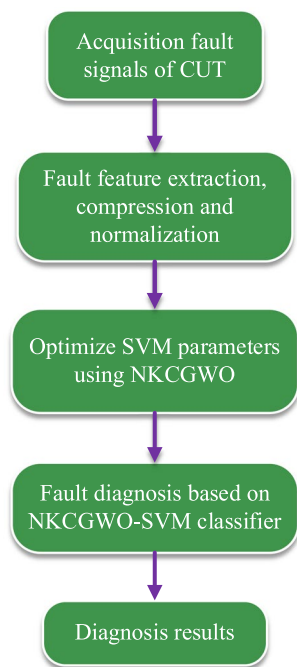 Acquisition fault
signals of CUT
Fault feature extraction,
compression and
normalization
Optimize SVM parameters
using NKCGWO
Fault diagnosis based on
NKCGWO-SVM classifier
Diagnosis results